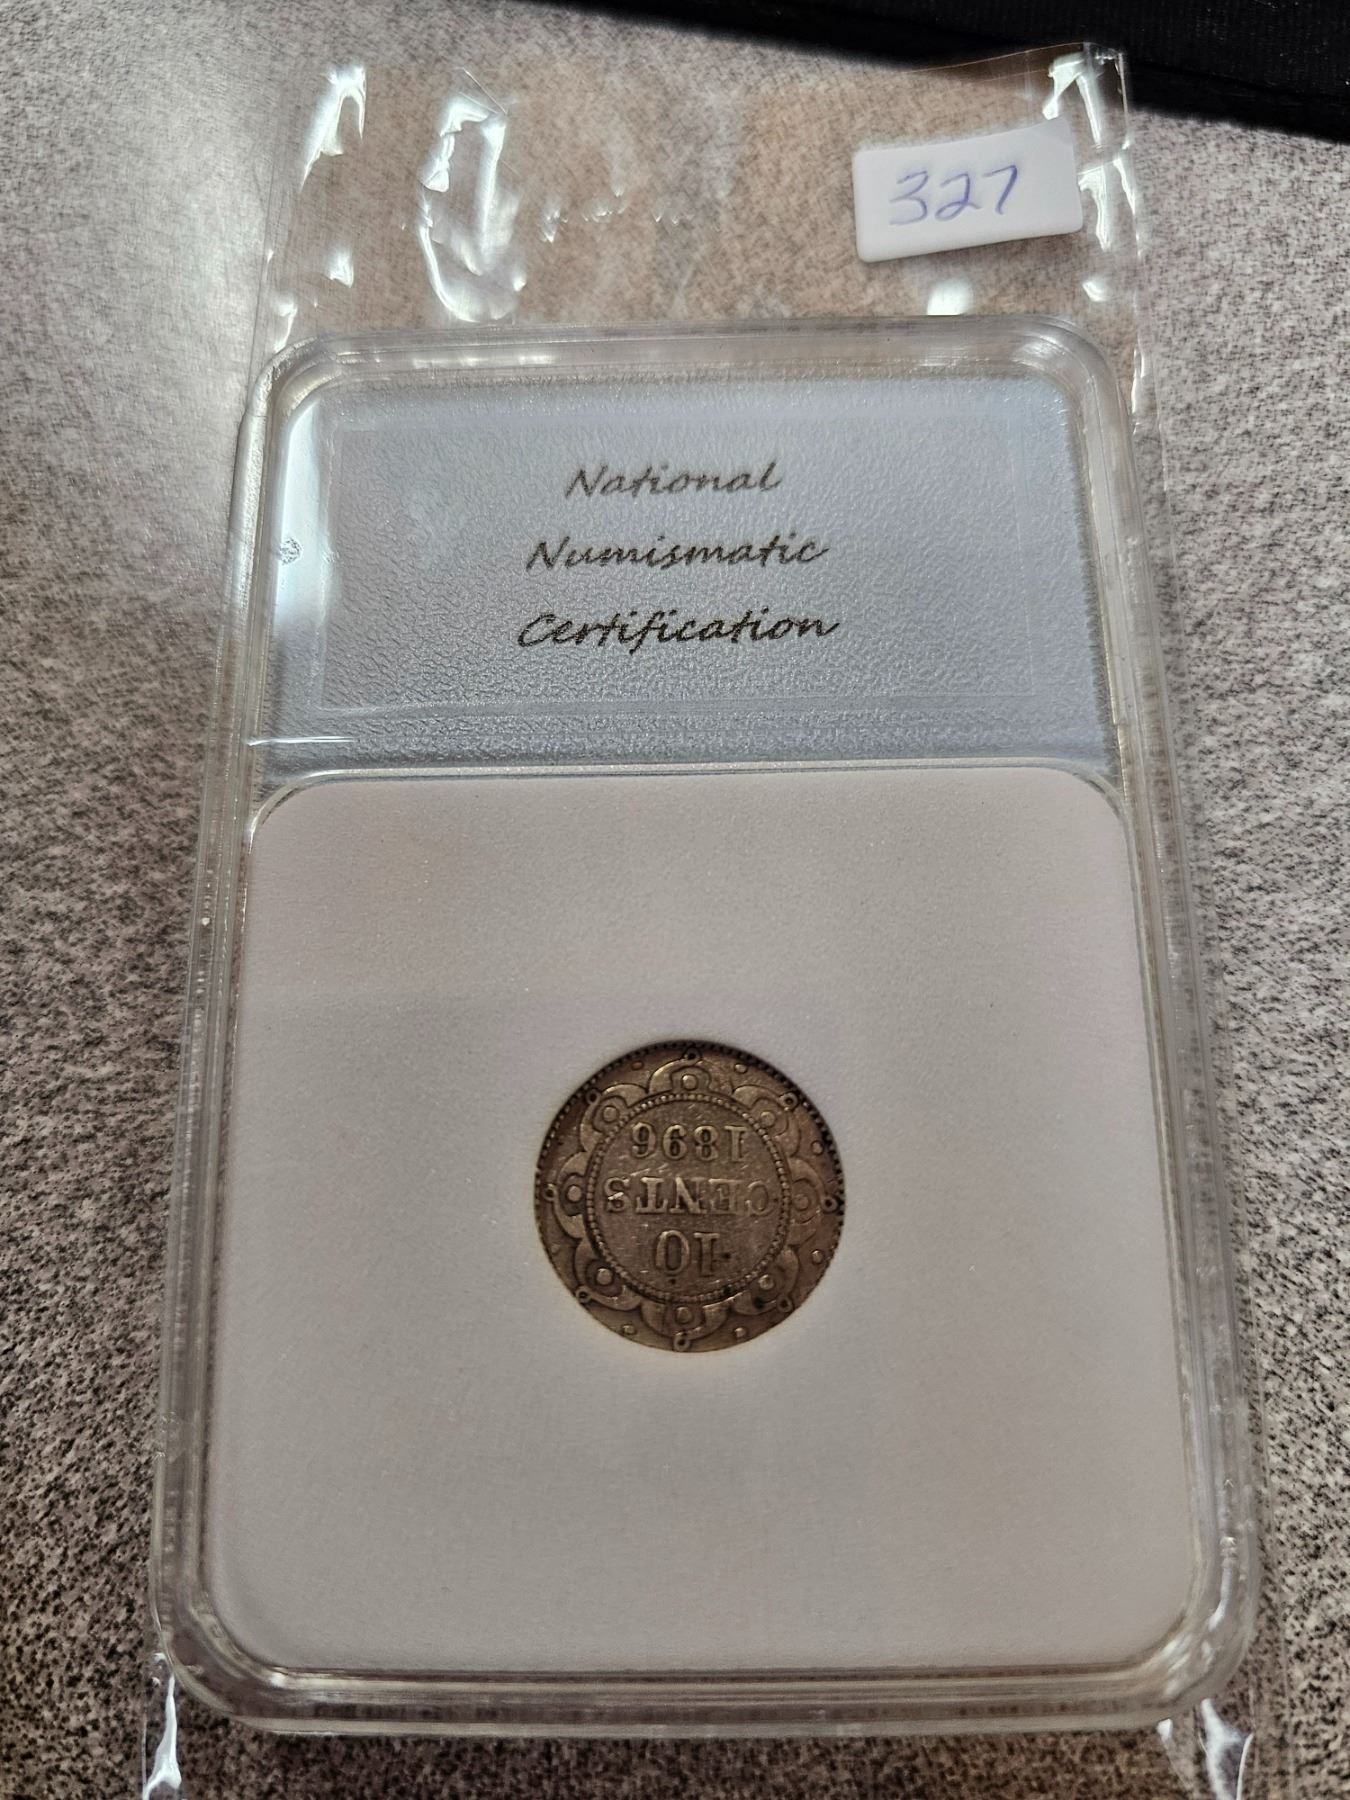 327
National
Numismatic
Certification
10
CENTS
1896